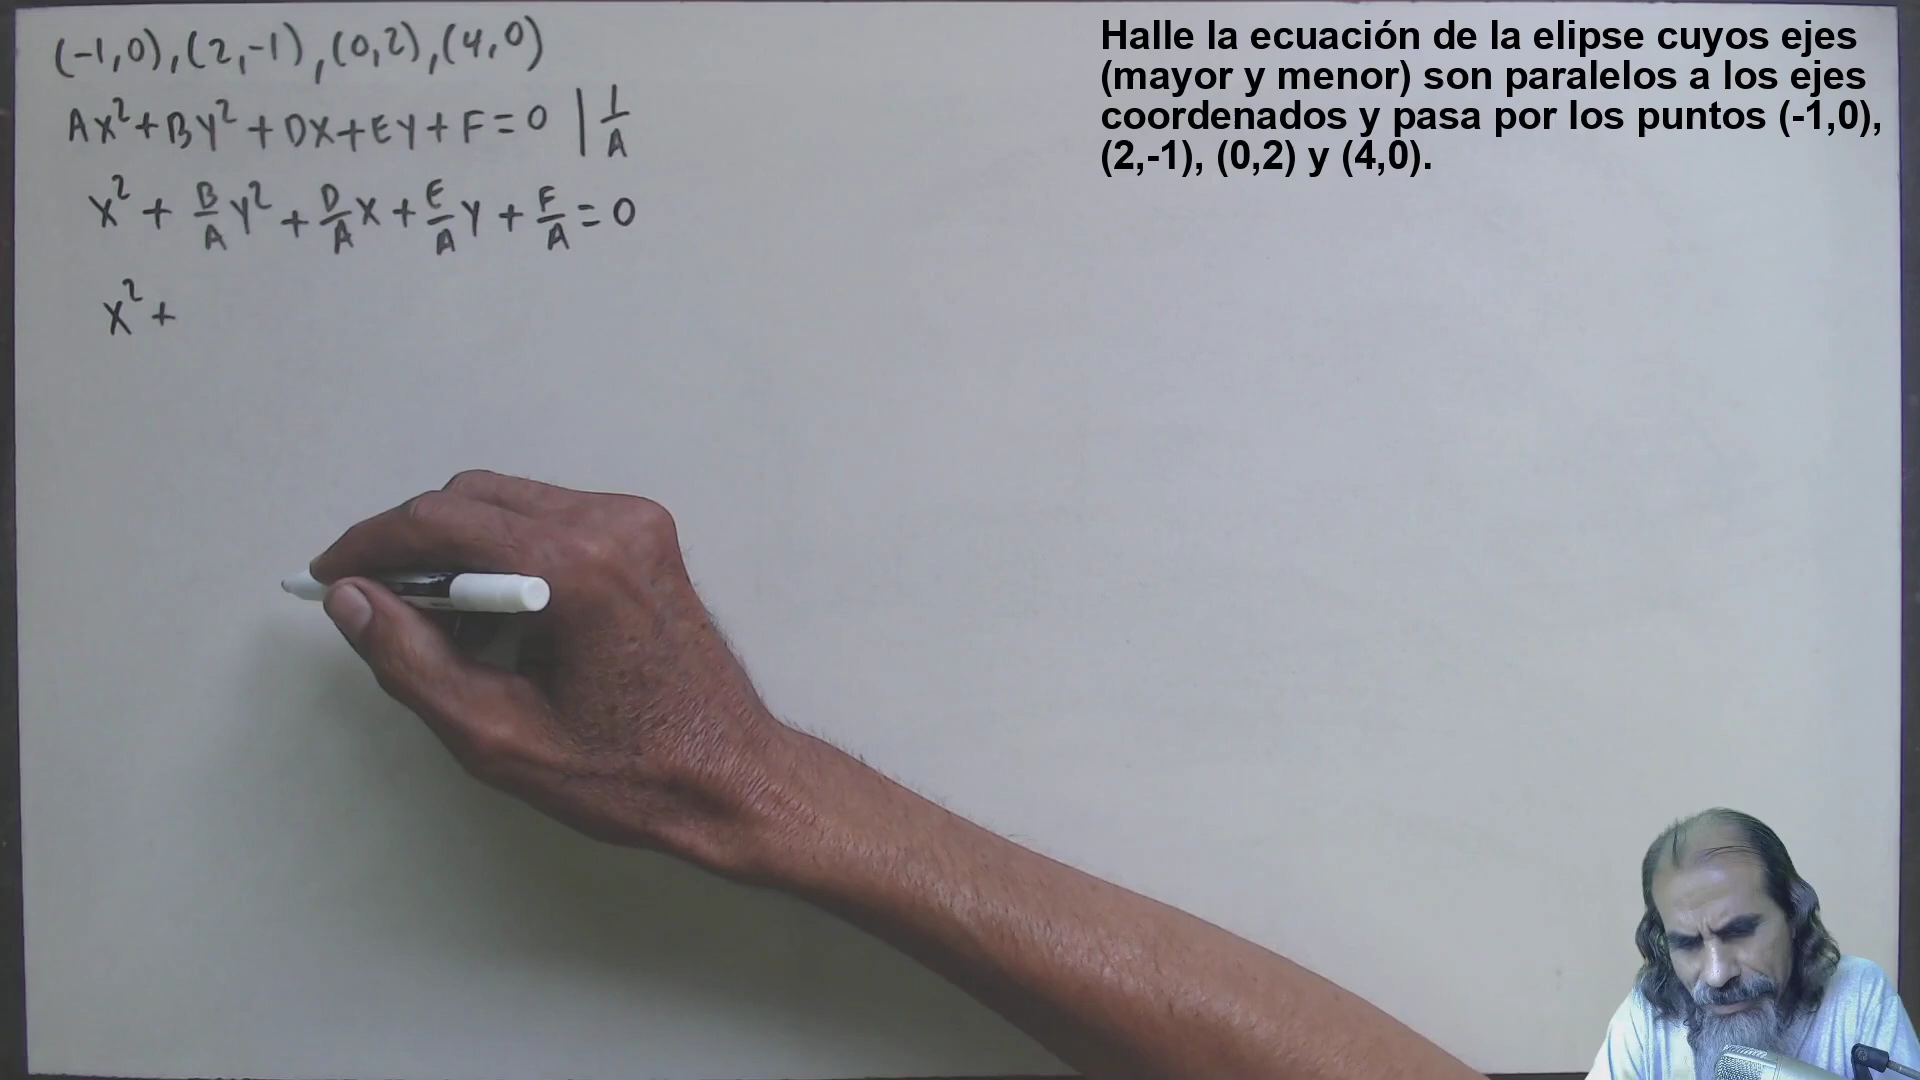 (-1,0),(2,-1),(0,2),(4,0)
Ax²+By²+Dx+Ey+F=0 | 1/A
x² + B/A y² + D/A x + E/A y + F/A = 0
x² +
Halle la ecuación de la elipse cuyos ejes
(mayor y menor) son paralelos a los ejes
coordenados y pasa por los puntos (-1,0),
(2,-1), (0,2) y (4,0).